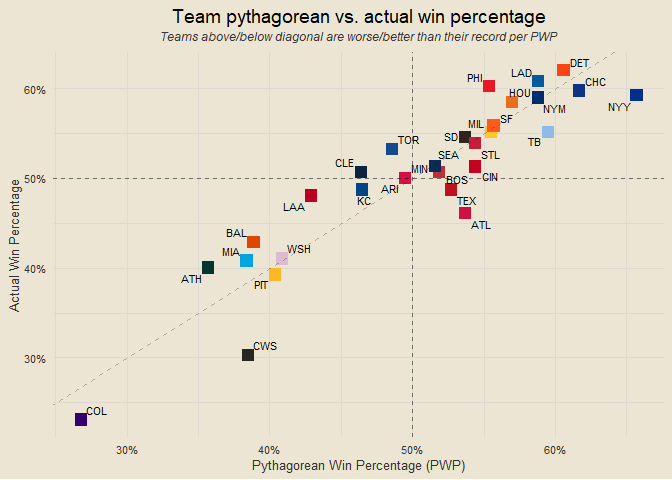 Team pythagorean vs. actual win percentage
Teams above/below diagonal are worse/better than their record per PWP
60%
50%
40%
30%
Actual Win Percentage
DET
LAD
PHI
CHC
HOU
NYM
NYY
MIL
SF
TB
SD
TOR
SEA
STL
CLE
MIN
CIN
ARI
BOS
KC
TEX
LAA
ATL
BAL
MIA
WSH
ATH
PIT
CWS
COL
30%
40%
50%
60%
Pythagorean Win Percentage (PWP)